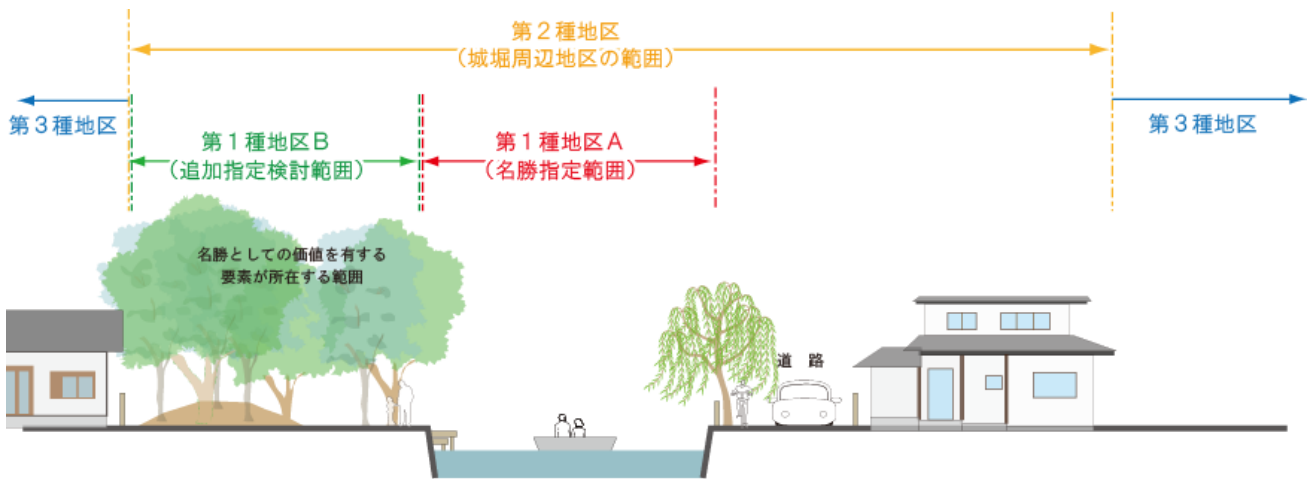 第２種地区
（城堀周辺地区の範囲）
第３種地区
第１種地区Ｂ
（追加指定検討範囲）
第１種地区Ａ
（名勝指定範囲）
第３種地区
名勝としての価値を有する
要素が所在する範囲
道 路